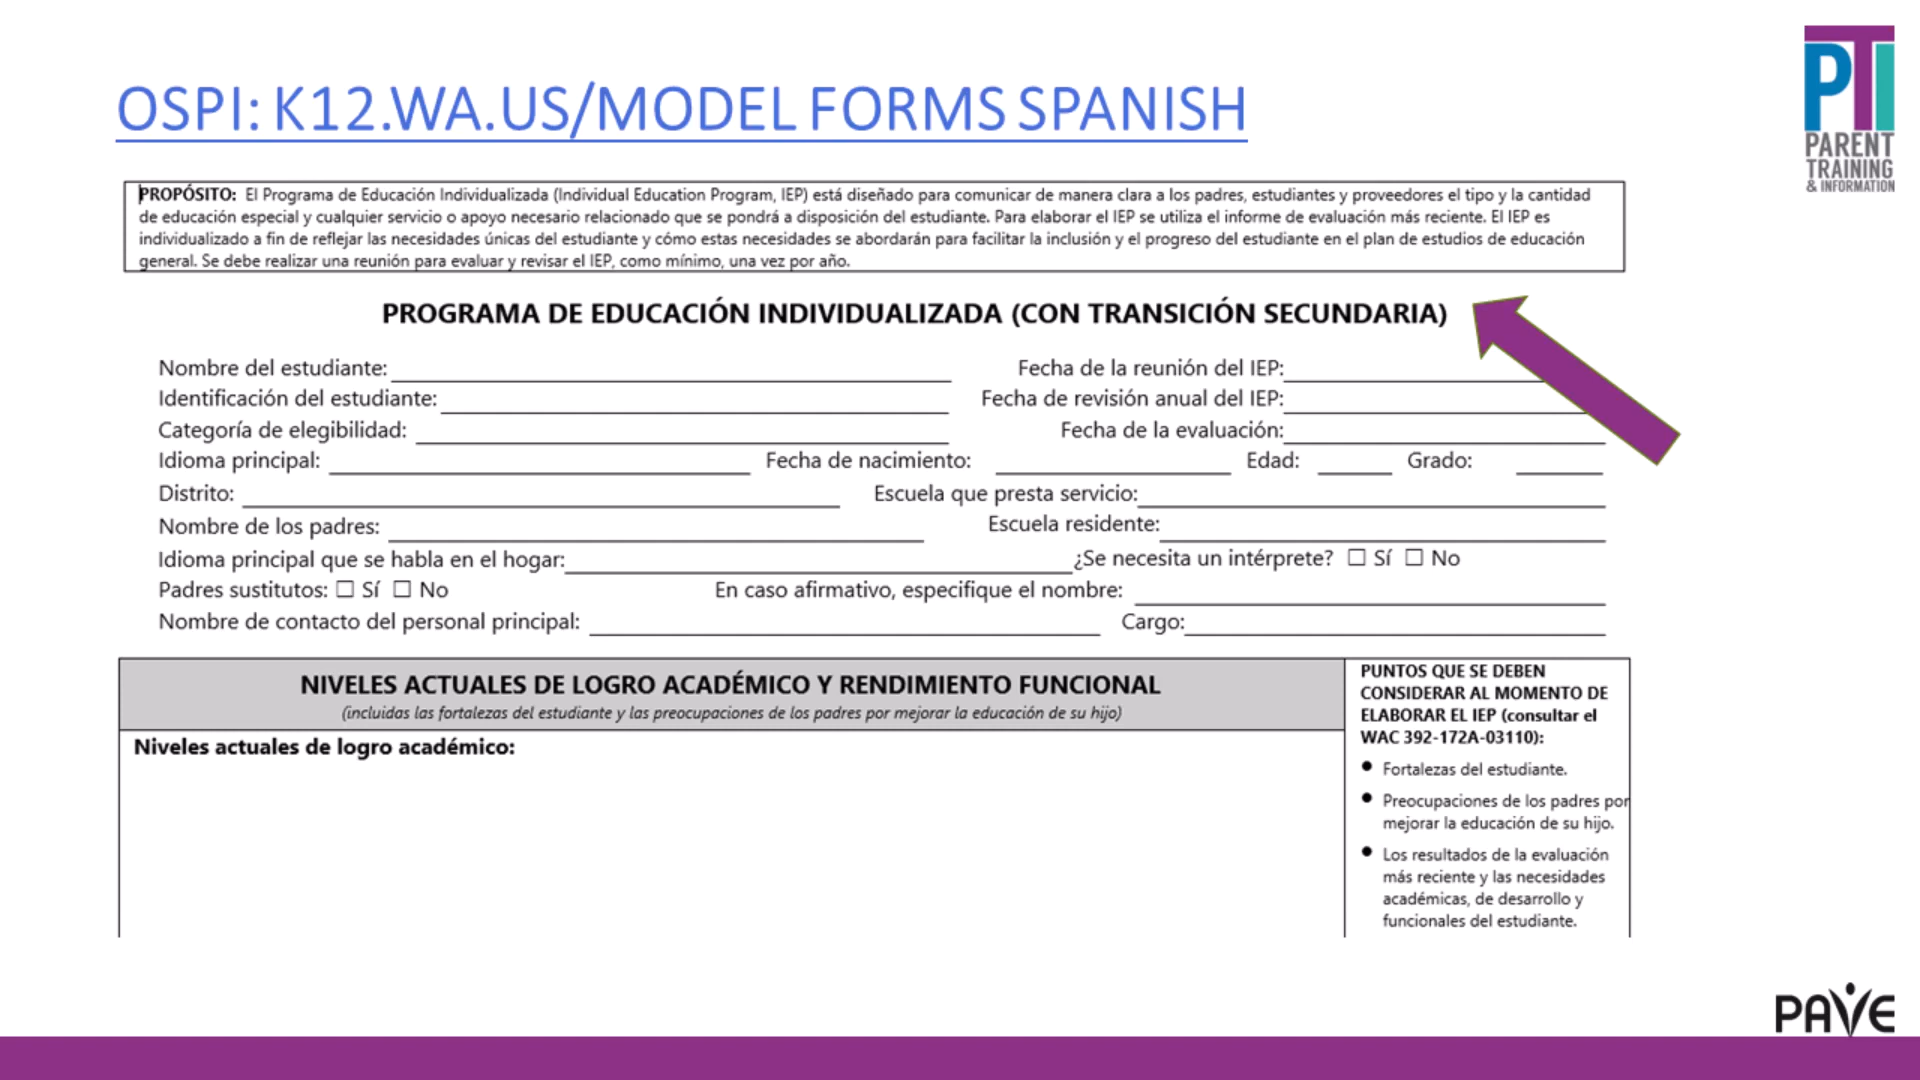 OSPI: K12.WA.US/MODEL FORMS SPANISH
PTI
PARENT
TRAINING
& INFORMATION
PROPÓSITO: El Programa de Educación Individualizada (Individual Education Program, IEP) está diseñado para comunicar de manera clara a los padres, estudiantes y proveedores el tipo y la cantidad
de educación especial y cualquier servicio o apoyo necesario relacionado que se pondrá a disposición del estudiante. Para elaborar el IEP se utiliza el informe de evaluación más reciente. El IEP es
individualizado a fin de reflejar las necesidades únicas del estudiante y cómo estas necesidades se abordarán para facilitar la inclusión y el progreso del estudiante en el plan de estudios de educación
general. Se debe realizar una reunión para evaluar y revisar el IEP, como mínimo, una vez por año.
PROGRAMA DE EDUCACIÓN INDIVIDUALIZADA (CON TRANSICIÓN SECUNDARIA)
Nombre del estudiante: Fecha de la reunión del IEP:
Identificación del estudiante: Fecha de revisión anual del IEP:
Categoría de elegibilidad: Fecha de la evaluación:
Idioma principal: Fecha de nacimiento: Edad: Grado:
Distrito: Escuela que presta servicio:
Nombre de los padres: Escuela residente:
Idioma principal que se habla en el hogar: ¿Se necesita un intérprete? ☐ Sí ☐ No
Padres sustitutos: ☐ Sí ☐ No En caso afirmativo, especifique el nombre:
Nombre de contacto del personal principal: Cargo:
NIVELES ACTUALES DE LOGRO ACADÉMICO Y RENDIMIENTO FUNCIONAL
(incluidas las fortalezas del estudiante y las preocupaciones de los padres por mejorar la educación de su hijo)
Niveles actuales de logro académico:
PUNTOS QUE SE DEBEN
CONSIDERAR AL MOMENTO DE
ELABORAR EL IEP (consultar el
WAC 392-172A-03110):
● Fortalezas del estudiante.
● Preocupaciones de los padres por
mejorar la educación de su hijo.
● Los resultados de la evaluación
más reciente y las necesidades
académicas, de desarrollo y
funcionales del estudiante.
PAVE